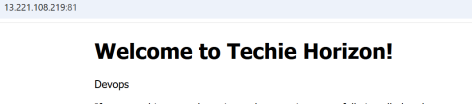 13.221.108.219:81
Welcome to Techie Horizon!
Devops